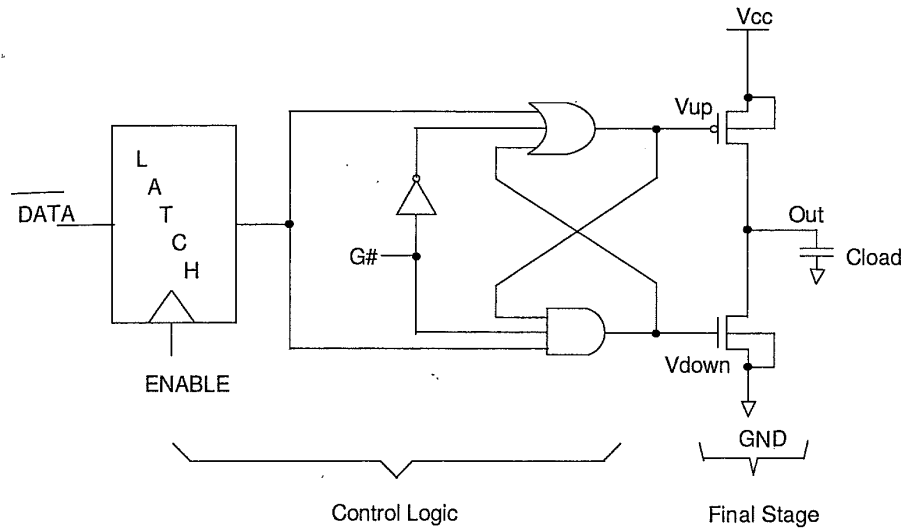 Vcc
Vup
L
A
T
C
H
DATA
Out
G#
Cload
Vdown
ENABLE
GND
Control Logic
Final Stage